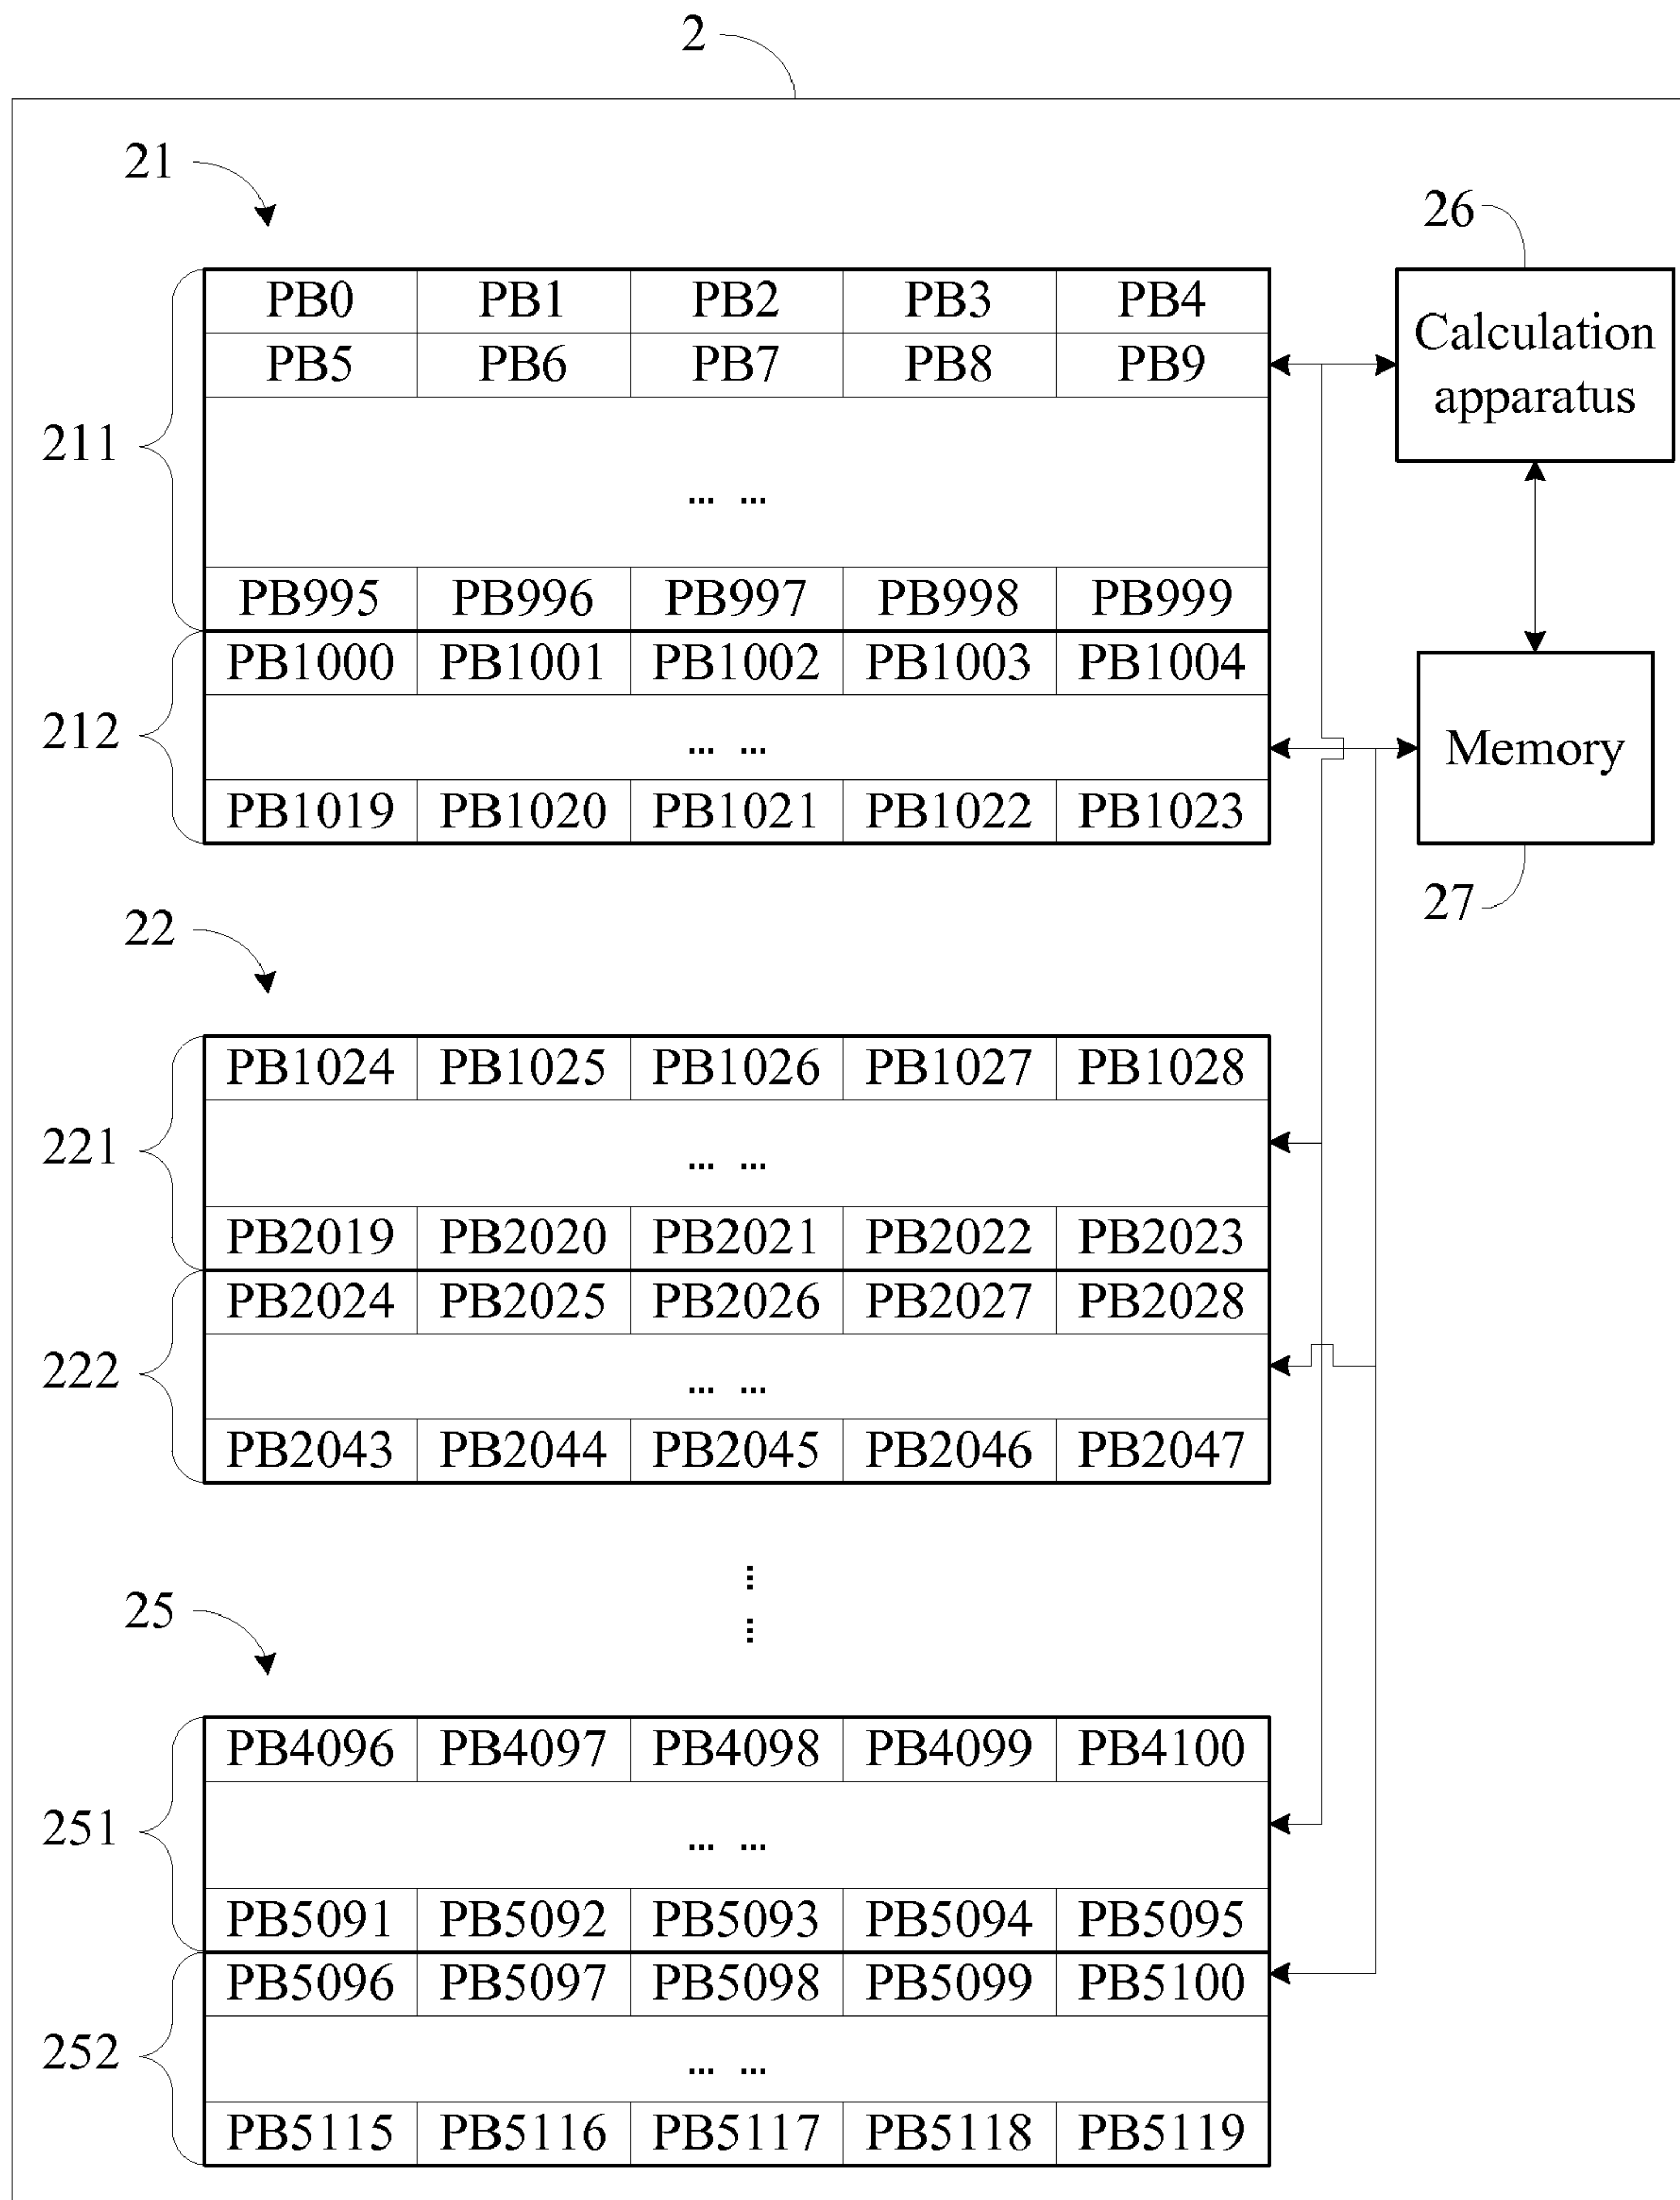 2
21
26
PB0 PB1 PB2 PB3 PB4
Calculation
apparatus
PB5 PB6 PB7 PB8 PB9
211
... ...
PB995 PB996 PB997 PB998 PB999
PB1000 PB1001 PB1002 PB1003 PB1004
212
... ...
Memory
PB1019 PB1020 PB1021 PB1022 PB1023
27
22
PB1024 PB1025 PB1026 PB1027 PB1028
221
... ...
PB2019 PB2020 PB2021 PB2022 PB2023
PB2024 PB2025 PB2026 PB2027 PB2028
222
... ...
PB2043 PB2044 PB2045 PB2046 PB2047
... ...
25
PB4096 PB4097 PB4098 PB4099 PB4100
251
... ...
PB5091 PB5092 PB5093 PB5094 PB5095
PB5096 PB5097 PB5098 PB5099 PB5100
252
... ...
PB5115 PB5116 PB5117 PB5118 PB5119